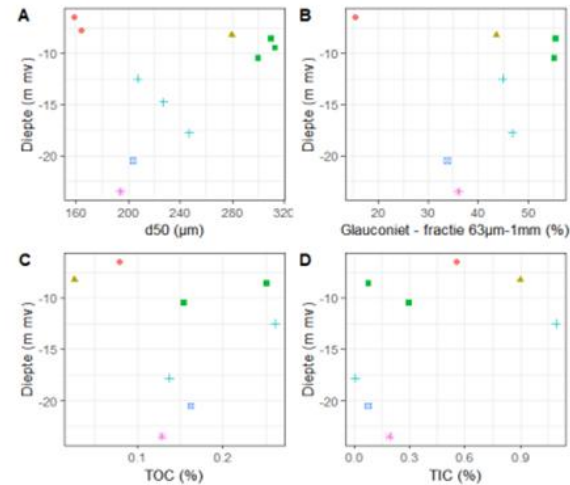 A
B
Diepte (m mv)
-10
-15
-20
160
200
240
280
320
d50 (µm)
Diepte (m mv)
-10
-15
-20
20
30
40
50
Glauconiet - fractie 63µm-1mm (%)
C
D
Diepte (m mv)
-10
-15
-20
0.1
0.2
TOC (%)
Diepte (m mv)
-10
-15
-20
0.0
0.3
0.6
0.9
TIC (%)